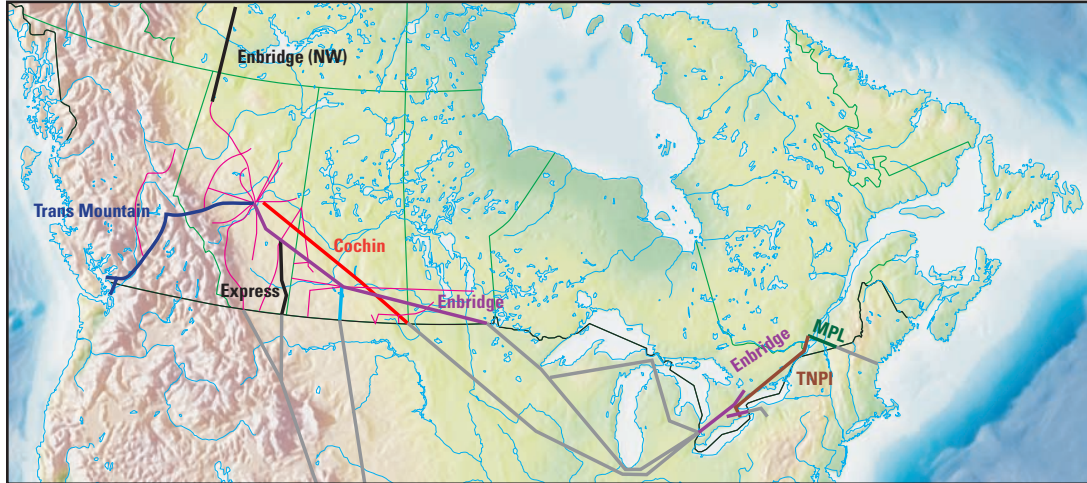 Enbridge (NW)
Trans Mountain
Cochin
Express
Enbridge
Enbridge
MPL
TNPI